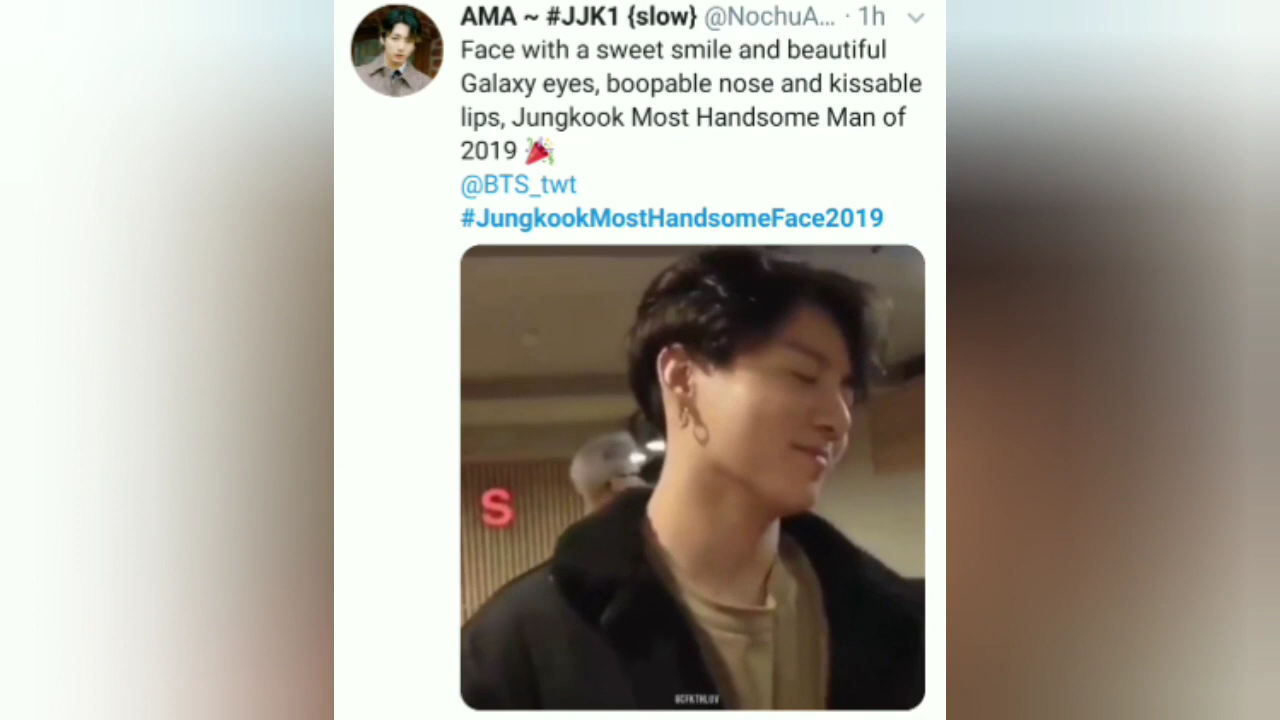 AMA ~ #JJK1 {slow} @NochuA... · 1h
Face with a sweet smile and beautiful
Galaxy eyes, boopable nose and kissable
lips, Jungkook Most Handsome Man of
2019 🎉
@BTS_twt
#JungkookMostHandsomeFace2019
S